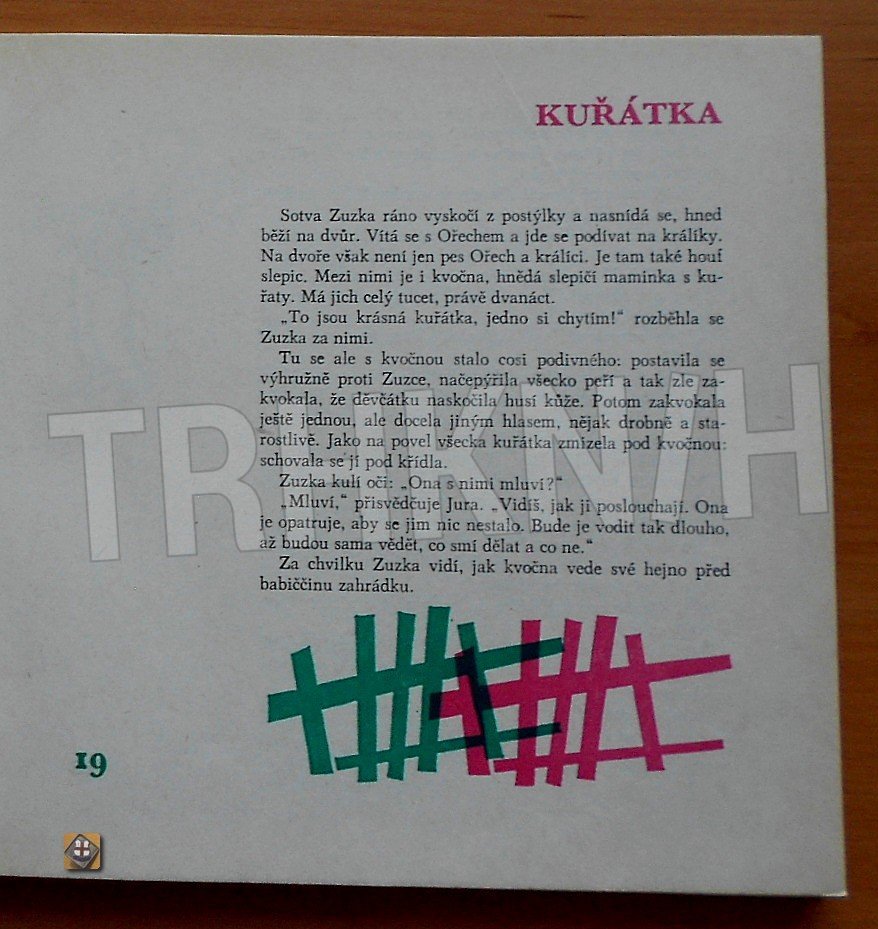 KUŘÁTKA
Sotva Zuzka ráno vyskočí z postýlky a nasnídá se, hned
běží na dvůr. Vítá se s Ořechem a jde se podívat na králíky.
Na dvoře však není jen pes Ořech a králíci. Je tam také houf
slepic. Mezi nimi je i kvočna, hnědá slepičí maminka s ku-
řaty. Má jich celý tucet, právě dvanáct.
„To jsou krásná kuřátka, jedno si chytím!“ rozběhla se
Zuzka za nimi.
Tu se ale s kvočnou stalo cosi podivného: postavila se
výhružně proti Zuzce, načepýřila všecko peří a tak zle za-
kvokala, že děvčátku naskočila husí kůže. Potom zakvokala
ještě jednou, ale docela jiným hlasem, nějak drobně a sta-
rostlivě. Jako na povel všecka kuřátka zmizela pod kvočnou:
schovala se jí pod křídla.
Zuzka kulí oči: „Ona s nimi mluví?“
„Mluví,“ přisvědčuje Jura. „Vidíš, jak ji poslouchají. Ona
je opatruje, aby se jim nic nestalo. Bude je vodit tak dlouho,
až budou sama vědět, co smí dělat a co ne.“
Za chvilku Zuzka vidí, jak kvočna vede své hejno před
babiččinu zahrádku.
19